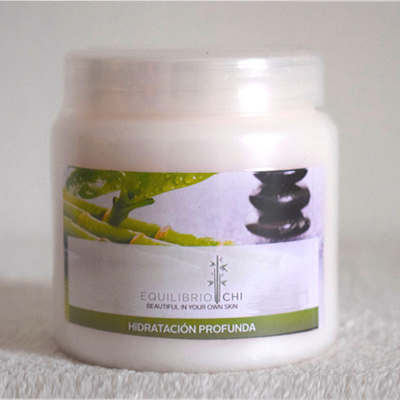 EQUILIBRIO CHI
BEAUTIFUL IN YOUR OWN SKIN
HIDRATACIÓN PROFUNDA